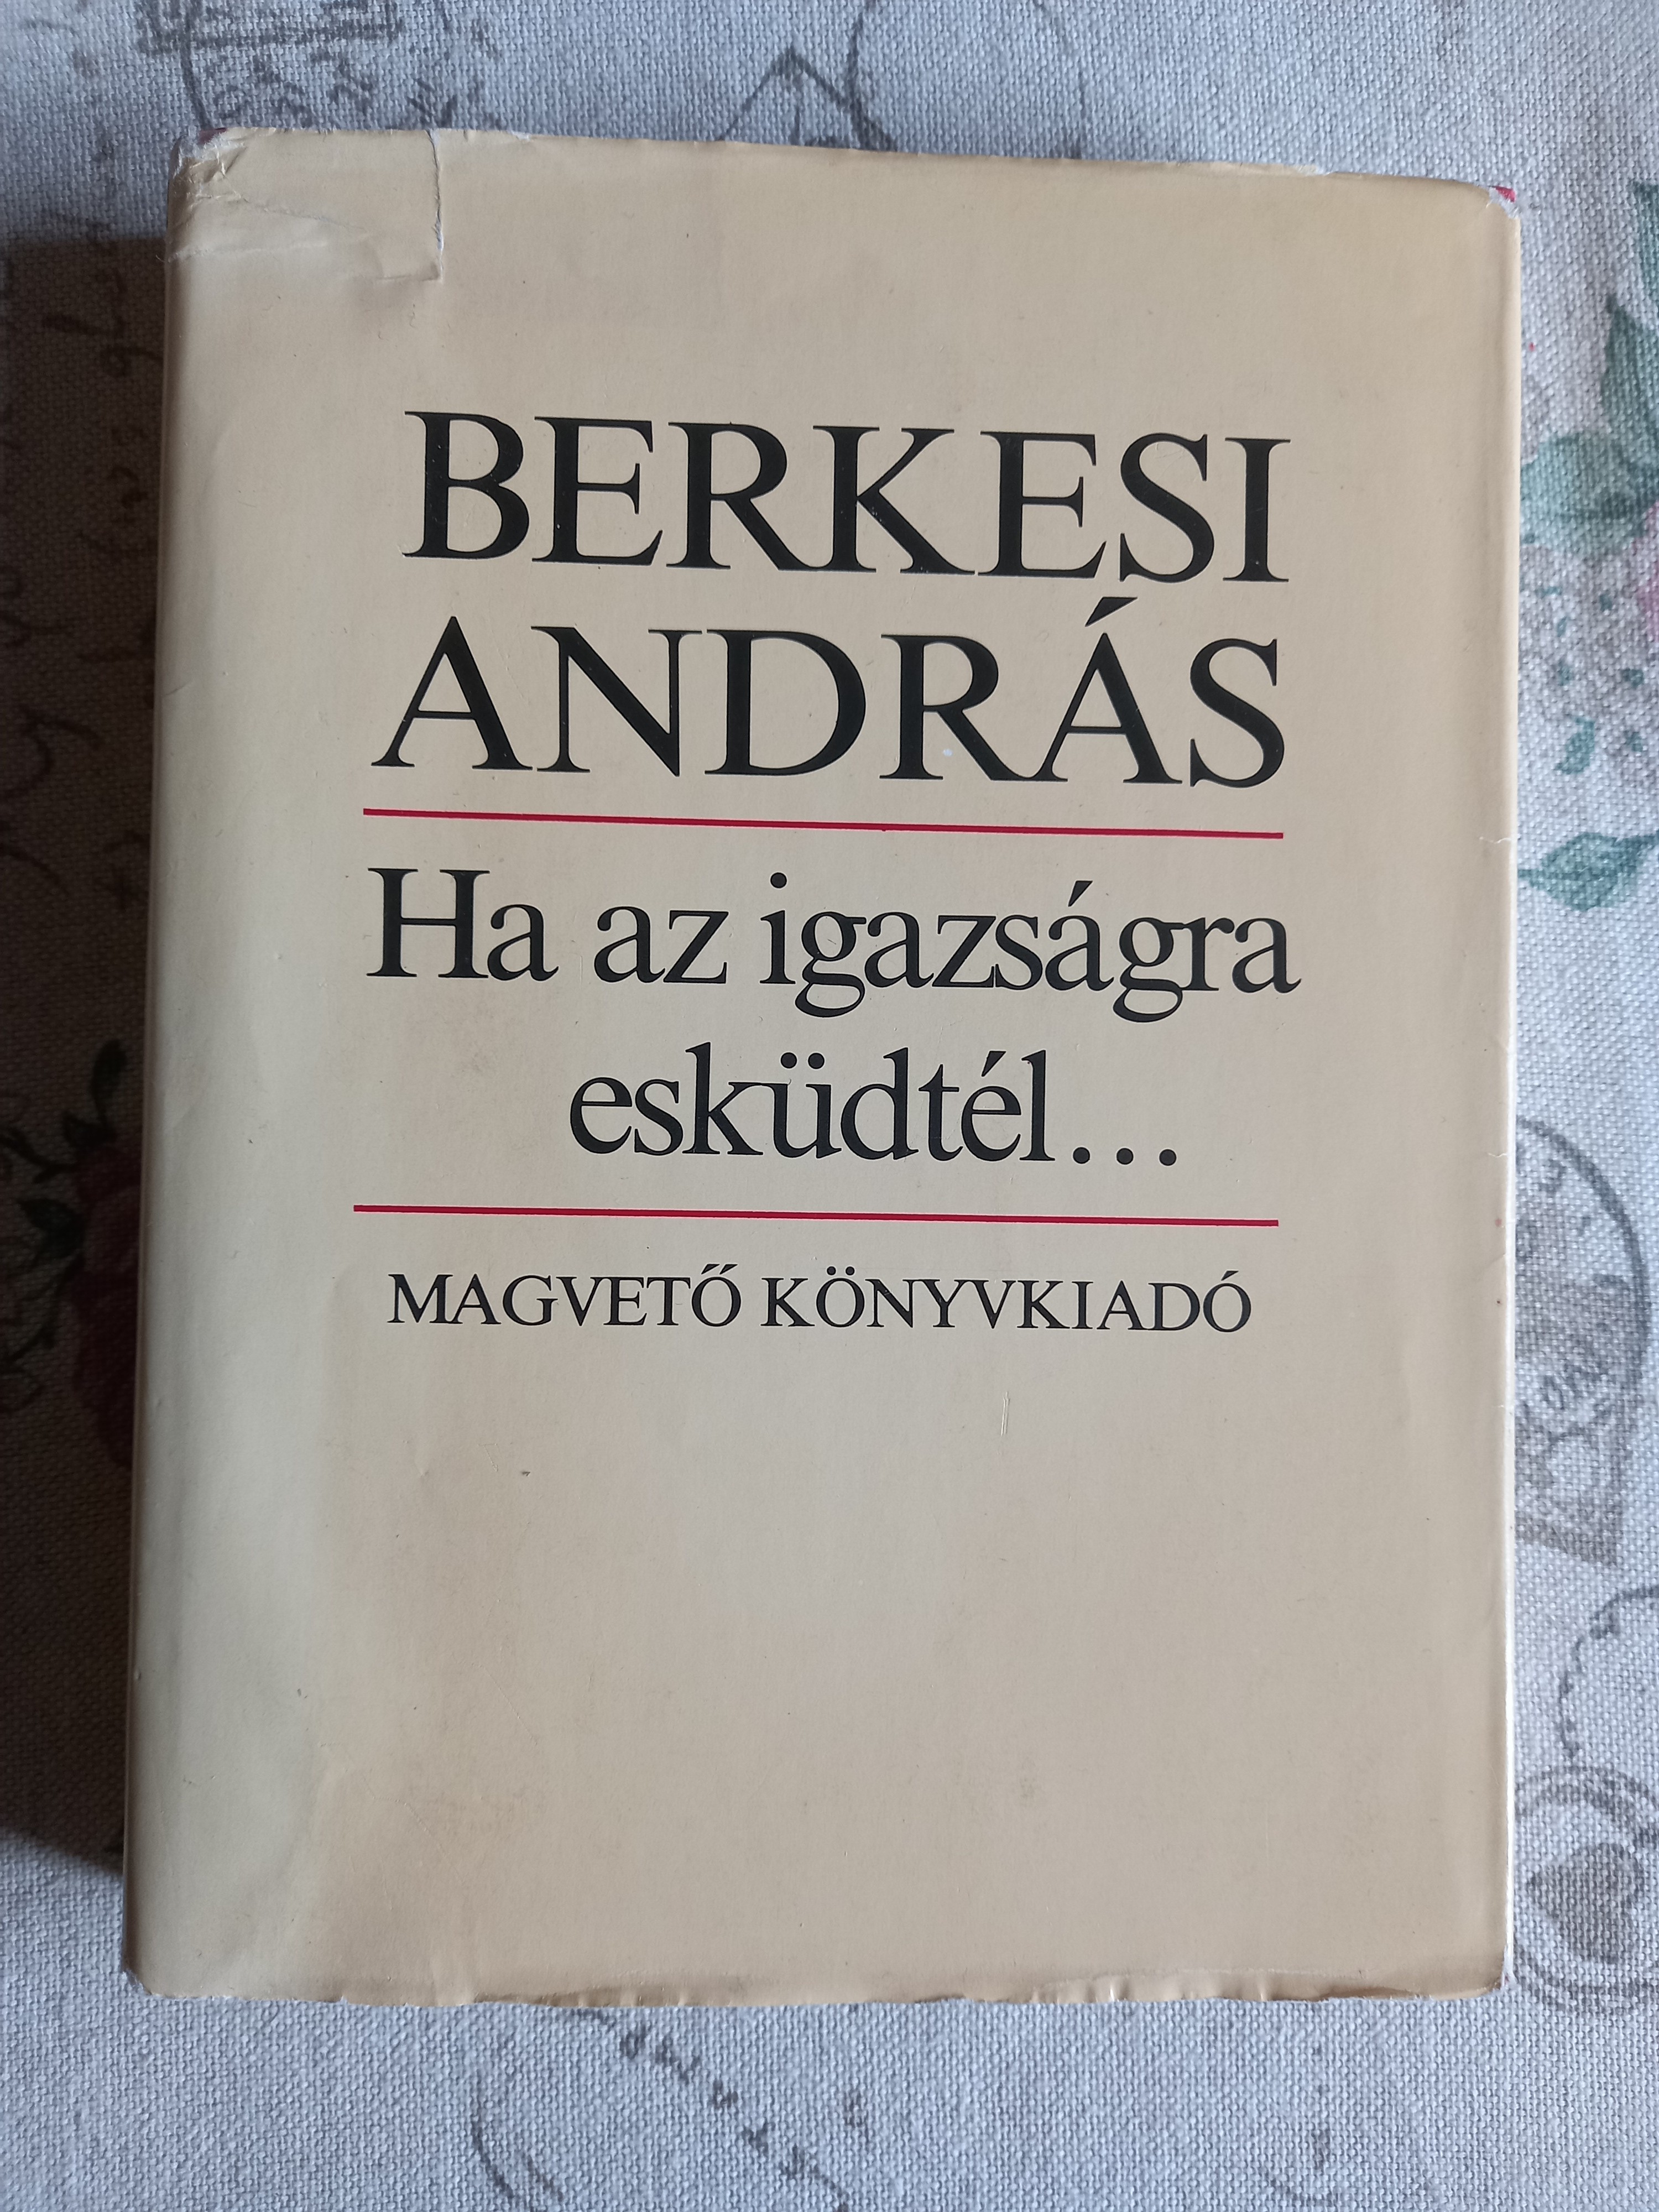 BERKESI
ANDRÁS
Ha az igazságra
esküdtél...
MAGVETŐ KÖNYVKIADÓ